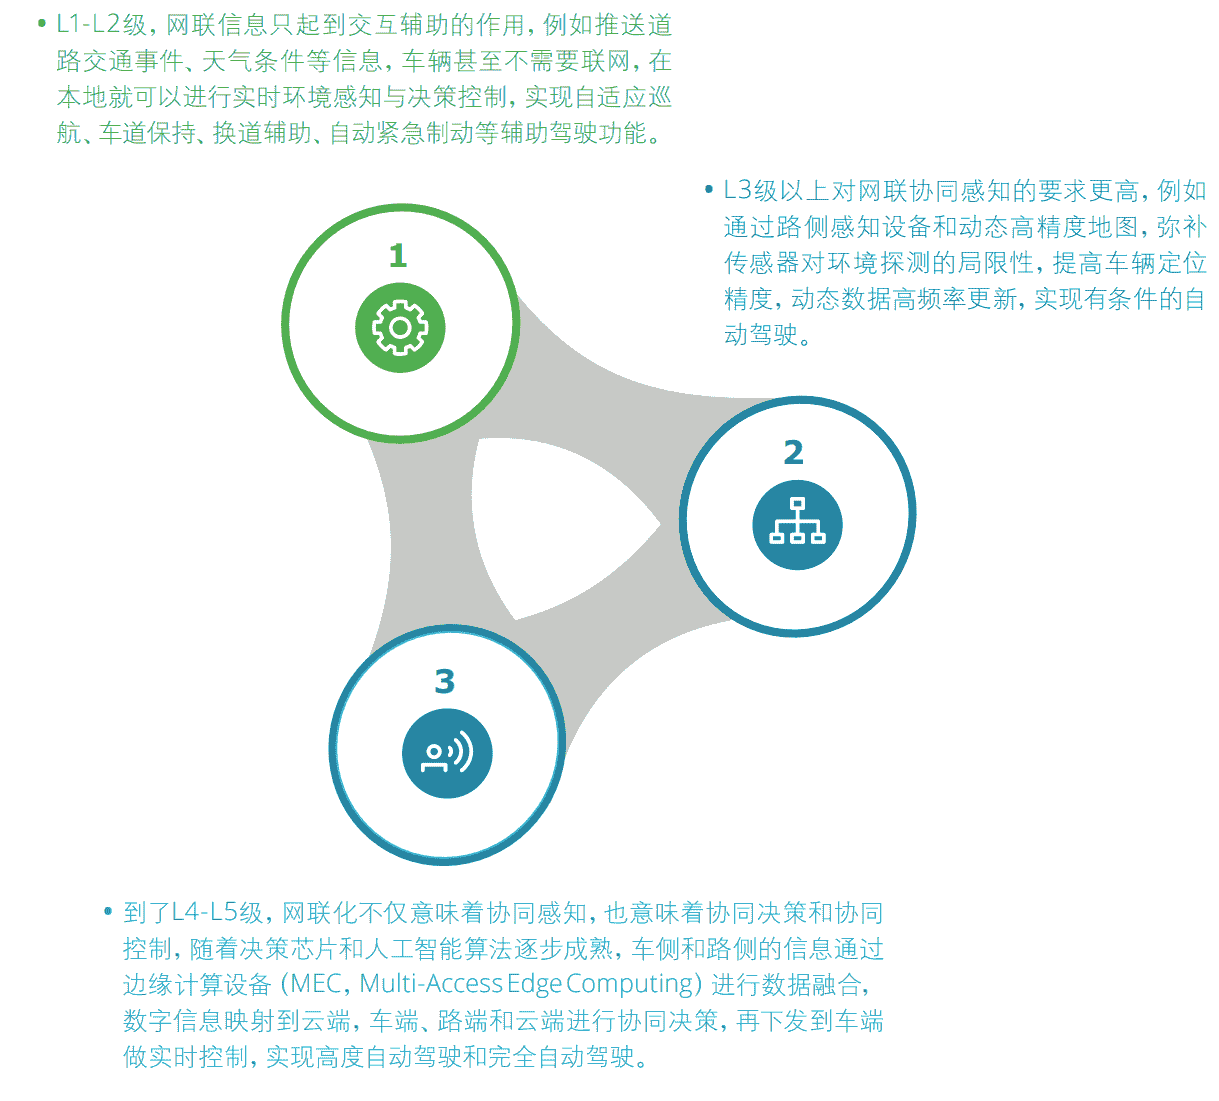 • L1-L2级，网联信息只起到交互辅助的作用，例如推送道
路交通事件、天气条件等信息，车辆甚至不需要联网，在
本地就可以进行实时环境感知与决策控制，实现自适应巡
航、车道保持、换道辅助、自动紧急制动等辅助驾驶功能。
• L3级以上对网联协同感知的要求更高，例如
通过路侧感知设备和动态高精度地图，弥补
传感器对环境探测的局限性，提高车辆定位
精度，动态数据高频率更新，实现有条件的自
动驾驶。
1
2
3
• 到了L4-L5级，网联化不仅意味着协同感知，也意味着协同决策和协同
控制，随着决策芯片和人工智能算法逐步成熟，车侧和路侧的信息通过
边缘计算设备（MEC，Multi-Access Edge Computing）进行数据融合，
数字信息映射到云端，车端、路端和云端进行协同决策，再下发到车端
做实时控制，实现高度自动驾驶和完全自动驾驶。